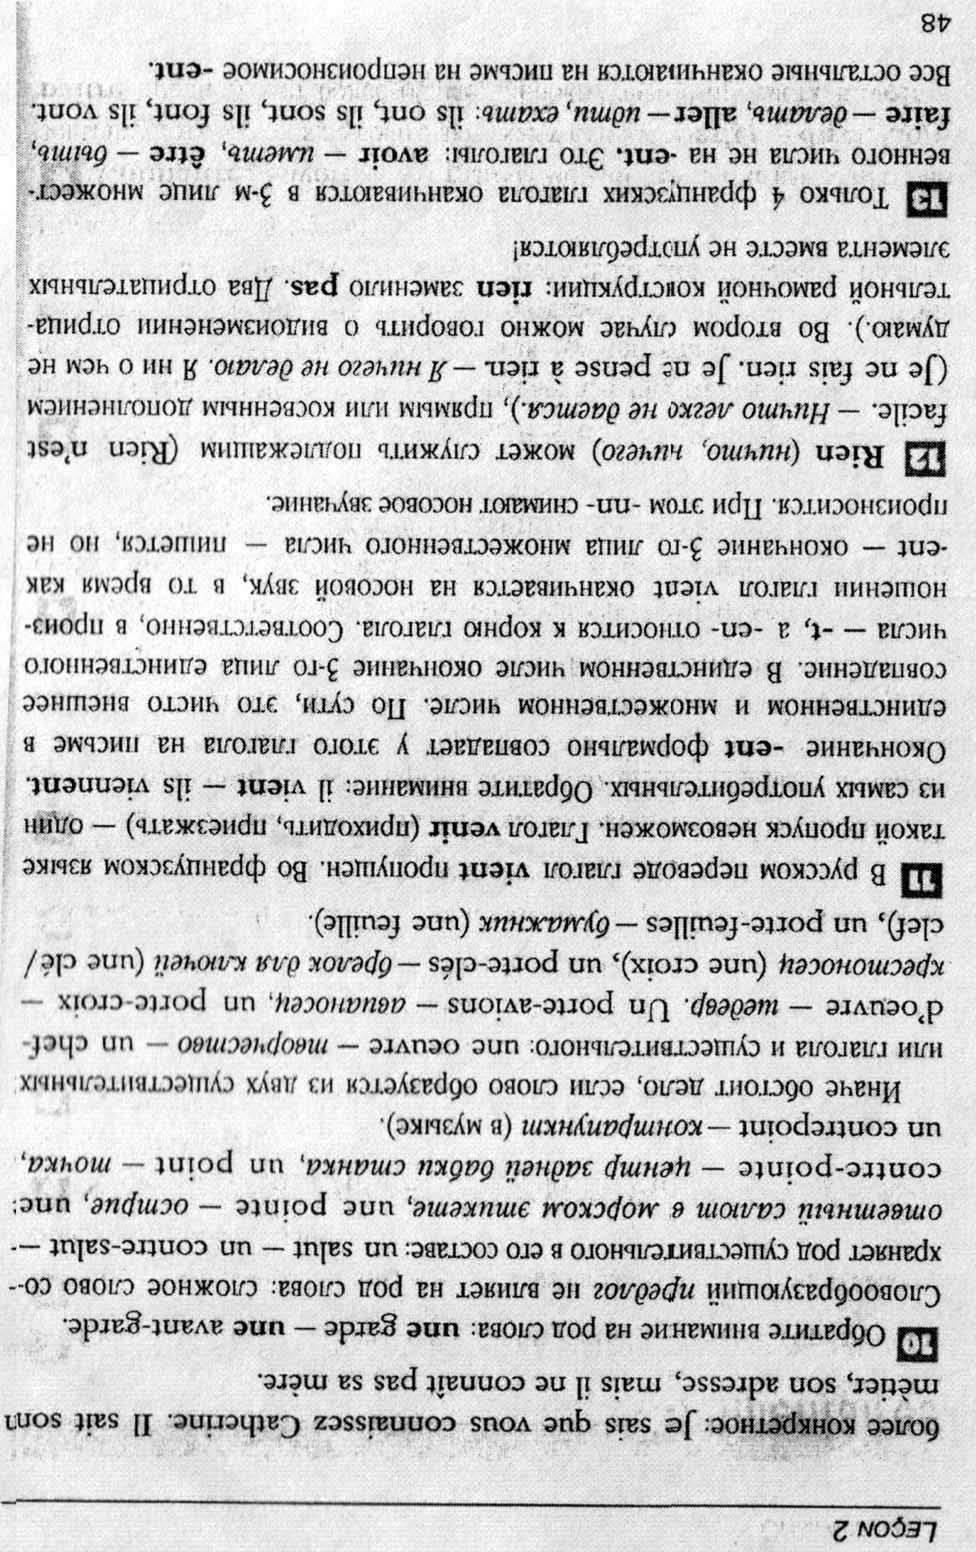 LEÇON 2
более конкретное: Je sais que vous connaissez Catherine. Il sait son
métier, son adresse, mais il ne connaît pas sa mère.
10 Обратите внимание на род слова: une garde — une avant-garde.
Словообразующий предлог не влияет на род слова: сложное слово со-
храняет род существительного в его составе: un salut — un contre-salut —
ответный салют в морском этикете, une pointe — острие, une
contre-pointe — центр задней бабки станка, un point — точка,
un contrepoint — контрапункт (в музыке).
Иначе обстоит дело, если слово образуется из двух существительных
или глагола и существительного: une oeuvre — творчество — un chef-
d'oeuvre — шедевр. Un porte-avions — авианосец, un porte-croix —
крестоносец (une croix), un porte-clés — брелок для ключей (une clé/
clef), un porte-feuilles — бумажник (une feuille).
11 В русском переводе глагол vient пропущен. Во французском языке
такой пропуск невозможен. Глагол venir (приходить, приезжать) — один
из самых употребительных. Обратите внимание: il vient — ils viennent.
Окончание -ent формально совпадает у этого глагола на письме в
единственном и множественном числе. По сути, это чисто внешнее
совпадение. В единственном числе окончание 3-го лица единственного
числа — -t, а -en- относится к корню глагола. Соответственно, в произ-
ношении глагол vient оканчивается на носовой звук, в то время как
-ent — окончание 3-го лица множественного числа — пишется, но не
произносится. При этом -nn- снимают носовое звучание.
12 Rien (ничто, ничего) может служить подлежащим (Rien n'est
facile. — Ничто легко не дается.), прямым или косвенным дополнением
(Je ne fais rien. Je ne pense à rien. — Я ничего не делаю. Я ни о чем не
думаю.). Во втором случае можно говорить о видоизменении отрица-
тельной рамочной конструкции: rien заменило pas. Два отрицательных
элемента вместе не употребляются!
13 Только 4 французских глагола оканчиваются в 3-м лице множест-
венного числа не на -ent. Это глаголы: avoir — иметь, être — быть,
faire — делать, aller — идти, ехать: ils ont, ils sont, ils font, ils vont.
Все остальные оканчиваются на письме на непроизносимое -ent.
48